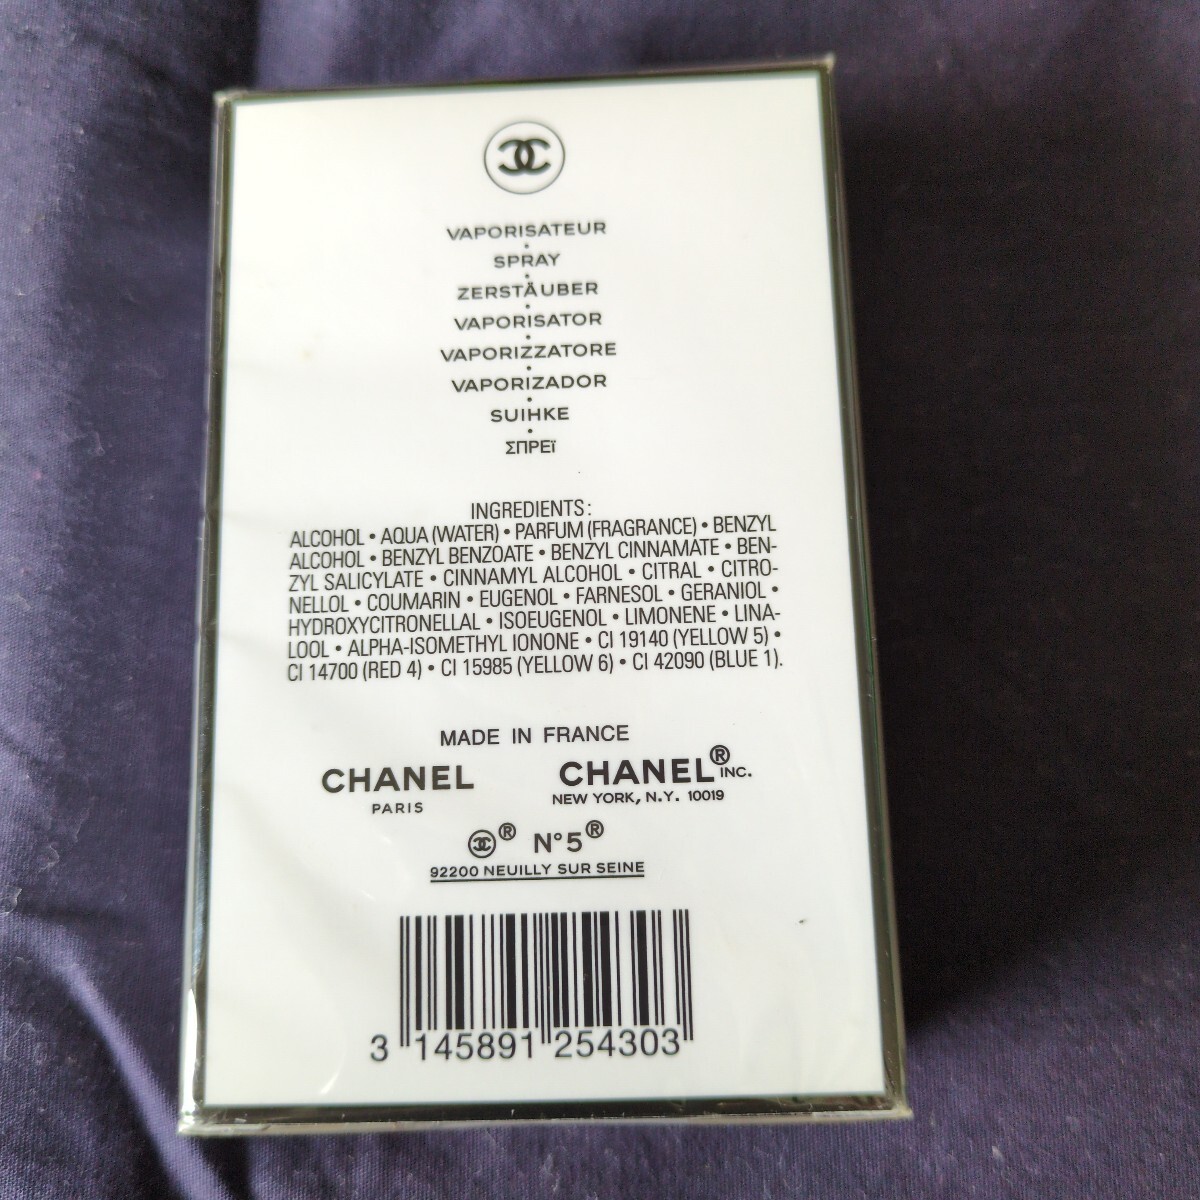 VAPORISATEUR
SPRAY
ZERSTÄUBER
VAPORISATOR
VAPORIZZATORE
VAPORIZADOR
SUIHKE
ΣΠΡΕϊ
INGREDIENTS:
ALCOHOL • AQUA (WATER) • PARFUM (FRAGRANCE) • BENZYL
ALCOHOL • BENZYL BENZOATE • BENZYL CINNAMATE • BEN-
ZYL SALICYLATE • CINNAMYL ALCOHOL • CITRAL • CITRO-
NELLOL • COUMARIN • EUGENOL • FARNESOL • GERANIOL •
HYDROXYCITRONELLAL • ISOEUGENOL • LIMONENE • LINA-
LOOL • ALPHA-ISOMETHYL IONONE • CI 19140 (YELLOW 5) •
CI 14700 (RED 4) • CI 15985 (YELLOW 6) • CI 42090 (BLUE 1).
MADE IN FRANCE
CHANEL
PARIS
CHANEL® INC.
NEW YORK, N.Y. 10019
® N°5®
92200 NEUILLY SUR SEINE
3 145891 254303